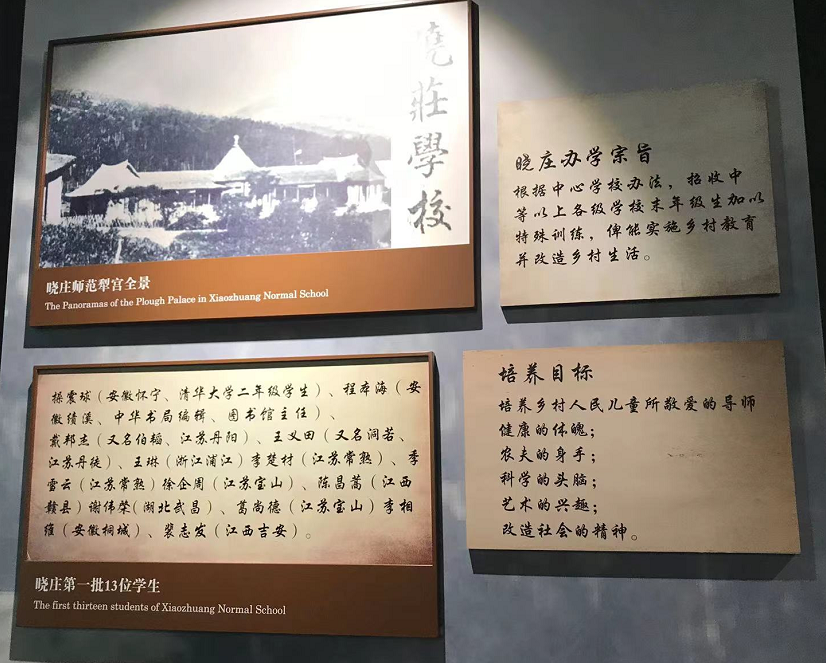 曉莊學校
晓庄师范犁宫全景
The Panoramas of the Plough Palace in Xiaozhuang Normal School
晓庄办学宗旨
根据中心学校办法，招收中
等以上各级学校末年级生加以
特殊训练，俾能实施乡村教育
并改造乡村生活。
操震球（安徽怀宁、清华大学二年级学生）、程本海（安
徽绩溪、中华书局编辑、图书馆主任）、
戴邦杰（又名伯韬、江苏丹阳）、王义田（又名洞若、
江苏丹徒）、王琳（浙江浦江）李楚材（江苏常熟）、季
雪云（江苏常熟）徐企周（江苏宝山）、陈昌蒿（江西
赣县）谢伟荣（湖北武昌）、葛尚德（江苏宝山）李相
维（安徽桐城）、裴志发（江西吉安）。
晓庄第一批13位学生
The first thirteen students of Xiaozhuang Normal School
培养目标
培养乡村人民儿童所敬爱的导师
健康的体魄；
农夫的身手；
科学的头脑；
艺术的兴趣；
改造社会的精神。